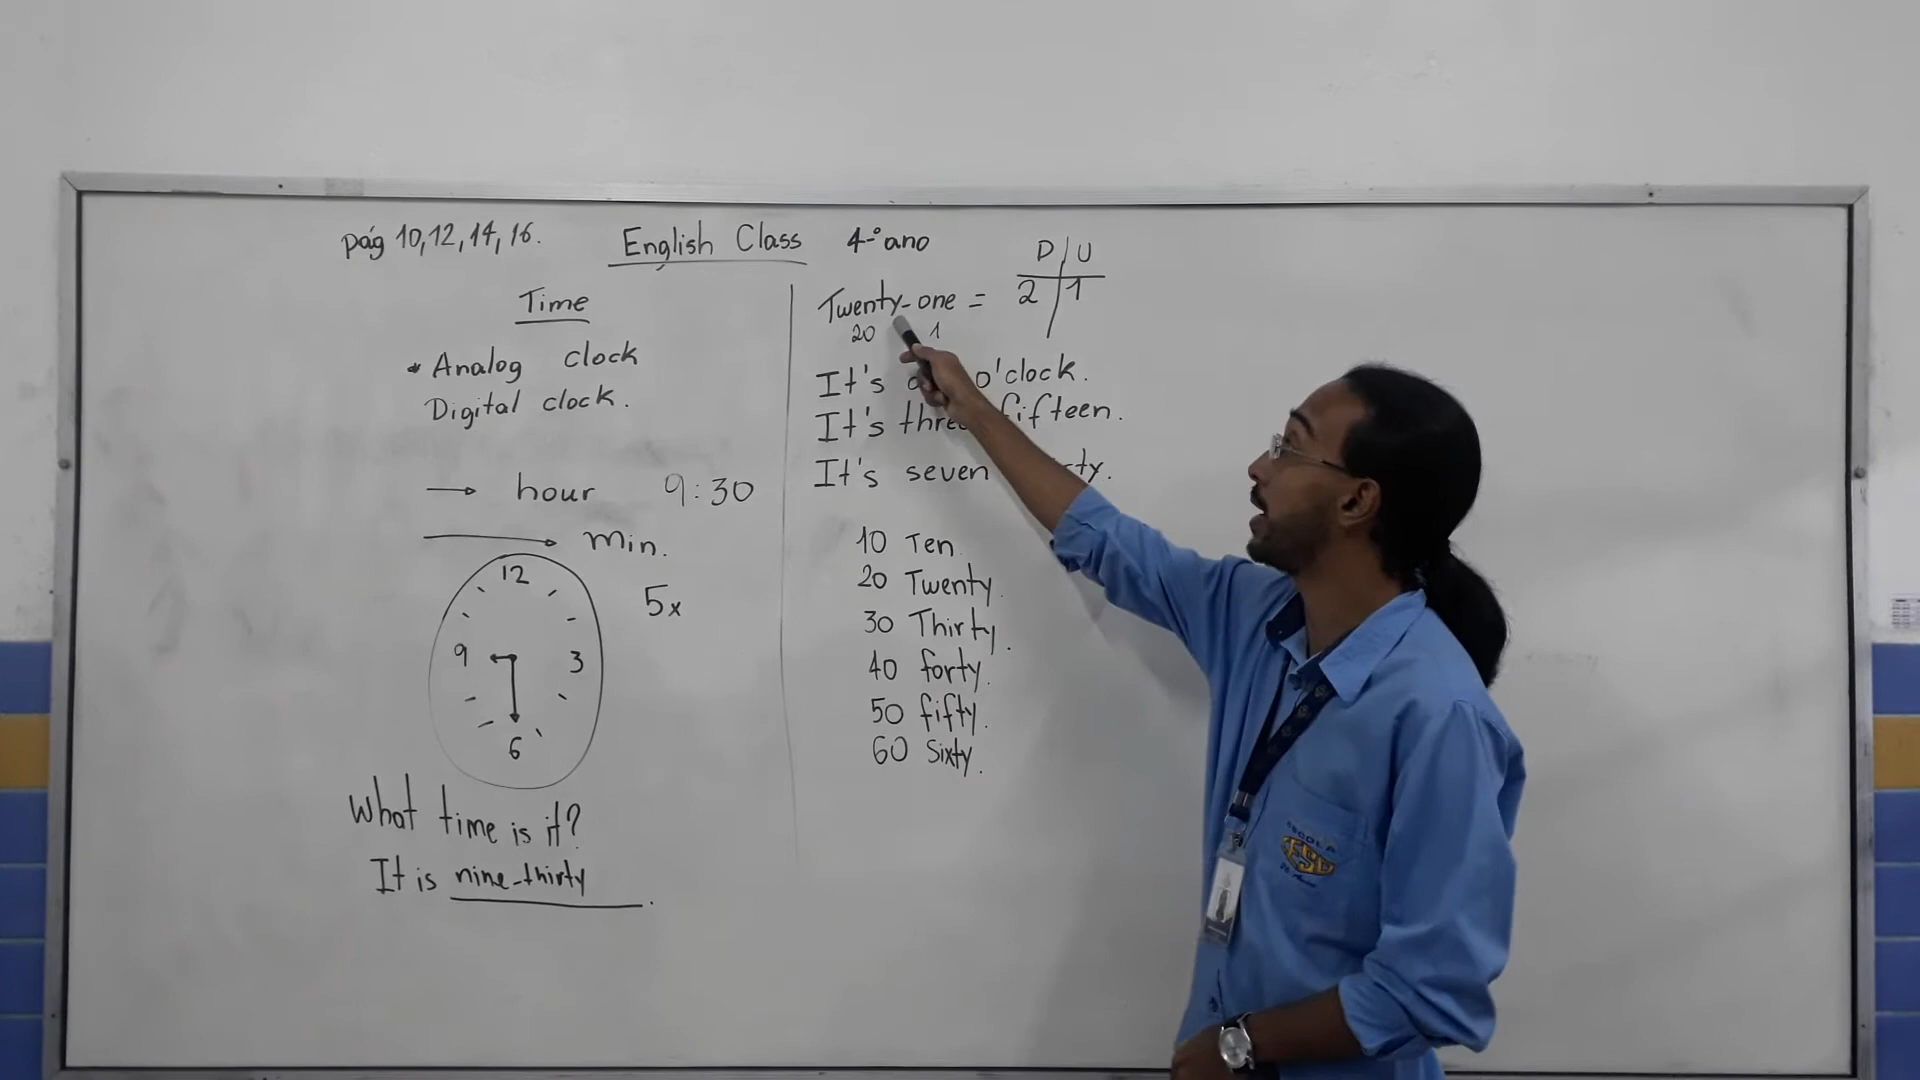 pág 10, 12, 14, 16.
English Class
4º ano
Time
* Analog clock
Digital clock.
→ hour 9:30
→ min.
5x
12
9 3
6
What time is it?
It is nine-thirty.
Twenty-one =
20 1
D U
2 1
It's o'clock.
It's three fifteen.
It's seven
10 Ten.
20 Twenty.
30 Thirty.
40 forty.
50 fifty.
60 Sixty.
ESCOLA